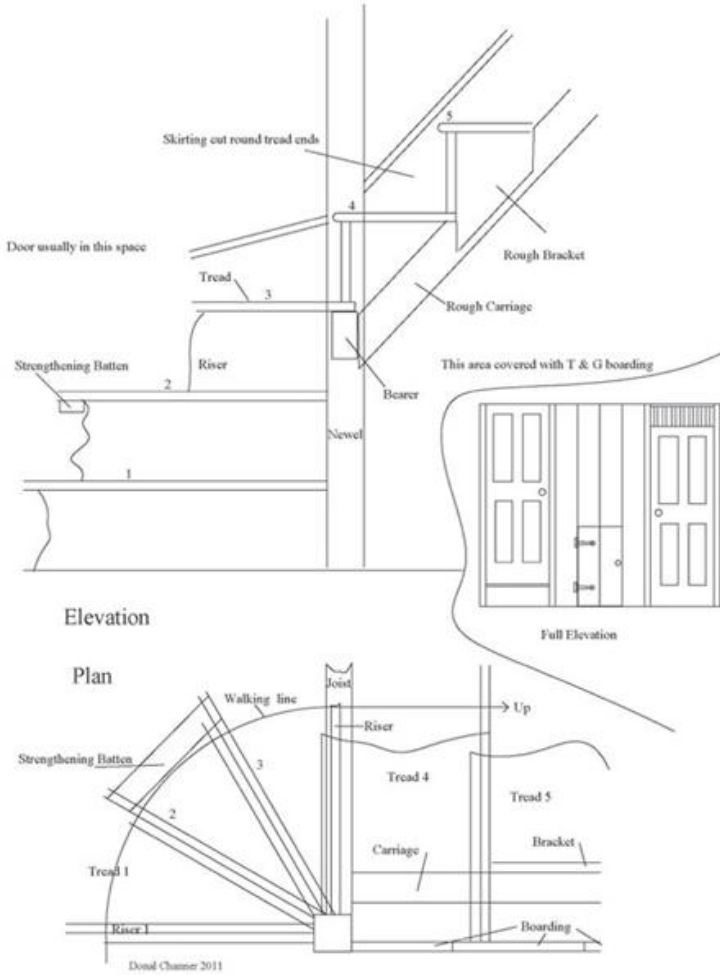 5
Skirting cut round tread ends
4
Rough Bracket
Door usually in this space
Tread
3
Rough Carriage
Strengthening Batten
Riser
This area covered with T & G boarding
2
Bearer
Newel
1
Elevation
Full Elevation
Plan
Joist
Walking line
Up
Riser
Strengthening Batten
3
Tread 4
2
Tread 5
Carriage
Bracket
Tread 1
Riser 1
Boarding
Donal Channer 2011